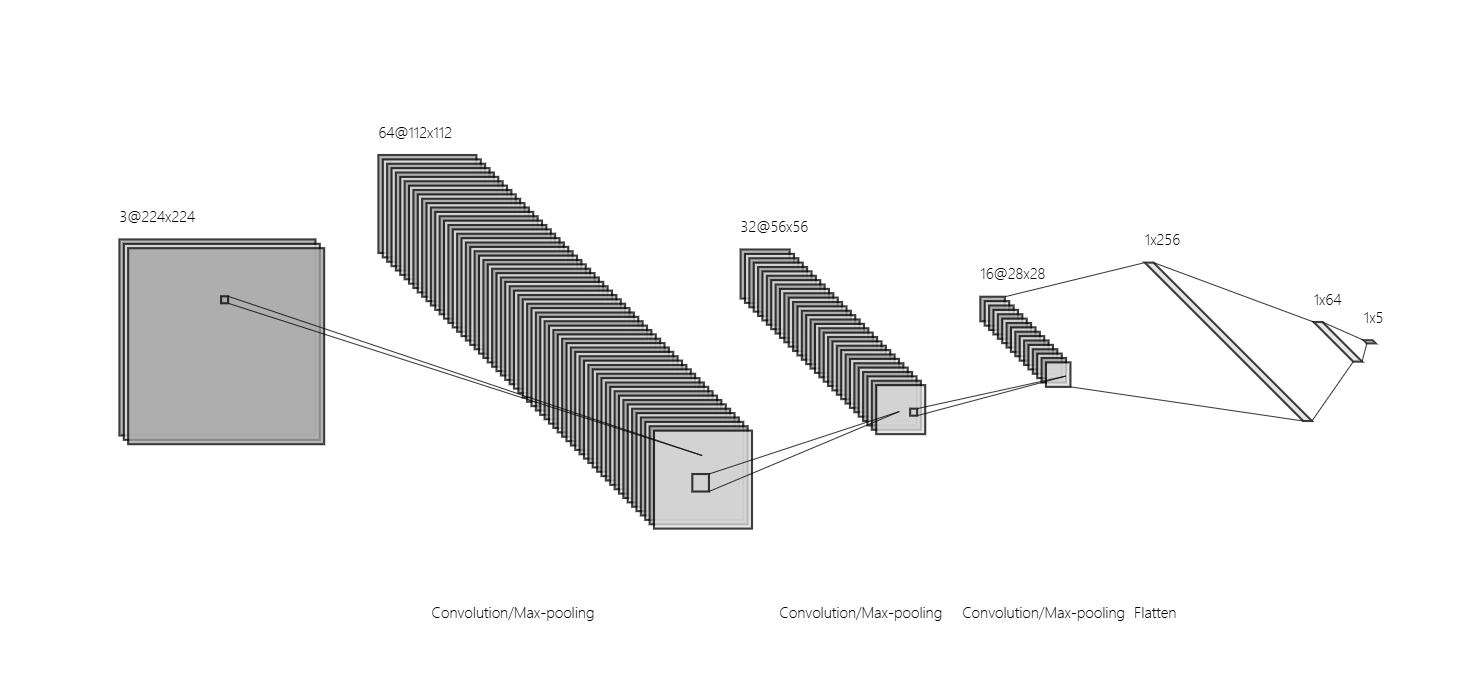 64@112x112
3@224x224
32@56x56
1x256
16@28x28
1x64
1x5
Convolution/Max-pooling
Convolution/Max-pooling
Convolution/Max-pooling
Flatten